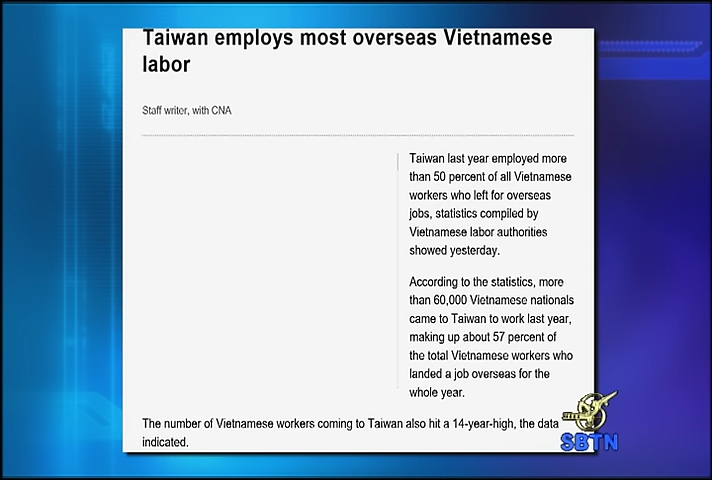 Taiwan employs most overseas Vietnamese
labor
Staff writer, with CNA
Taiwan last year employed more
than 50 percent of all Vietnamese
workers who left for overseas
jobs, statistics compiled by
Vietnamese labor authorities
showed yesterday.
According to the statistics, more
than 60,000 Vietnamese nationals
came to Taiwan to work last year,
making up about 57 percent of
the total Vietnamese workers who
landed a job overseas for the
whole year.
The number of Vietnamese workers coming to Taiwan also hit a 14-year-high, the data
indicated.
SBTN